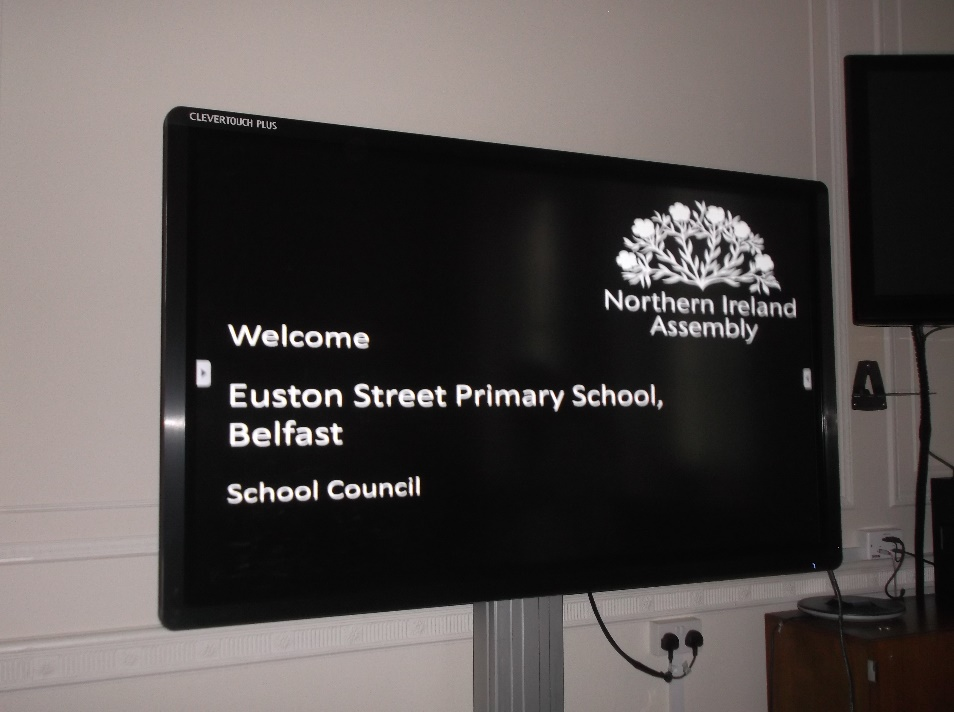 CLEVERTOUCH PLUS
Northern Ireland
Assembly
Welcome
Euston Street Primary School,
Belfast
School Council